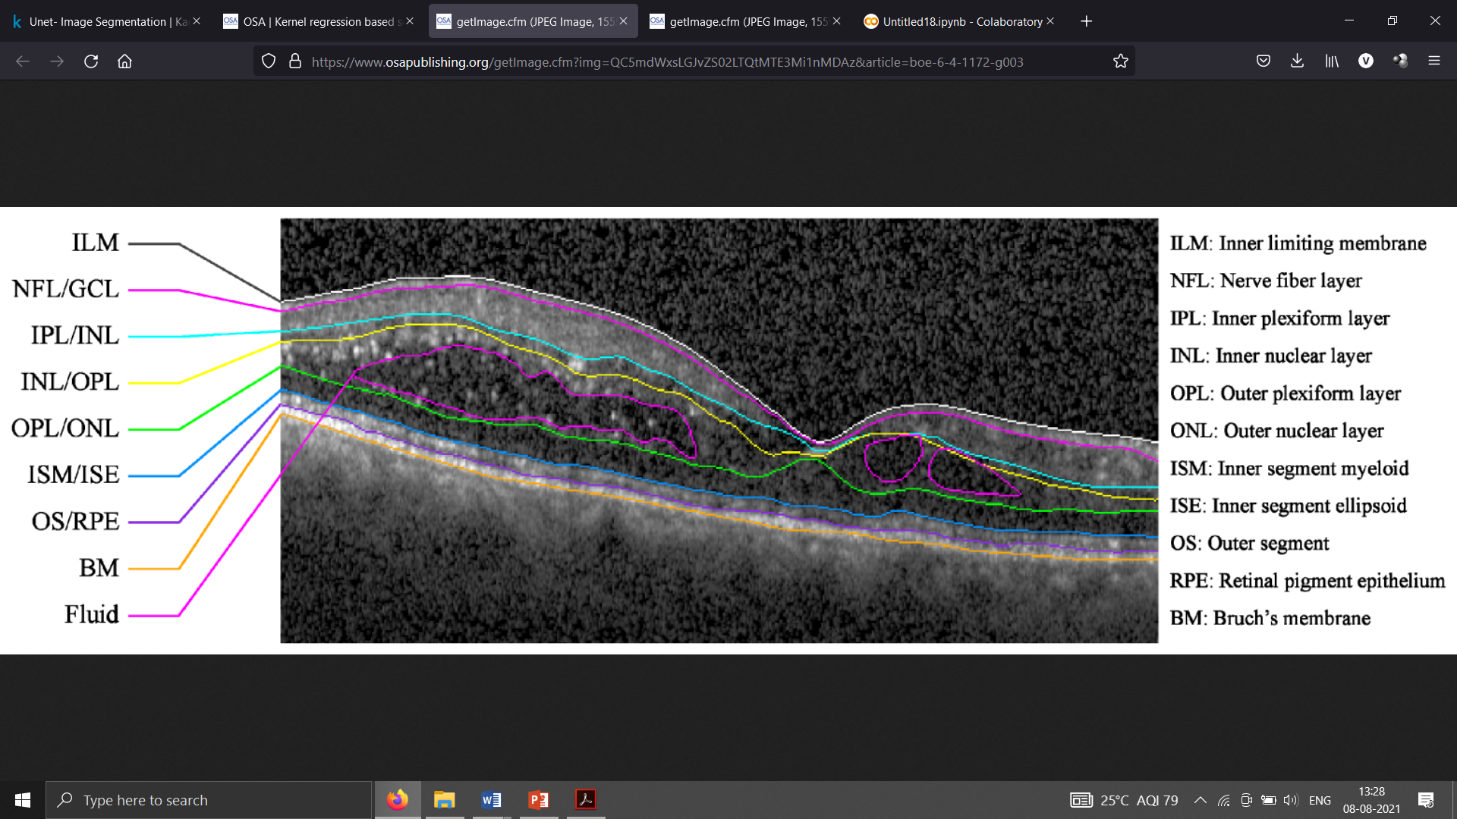 Unet- Image Segmentation | Ka
OSA | Kernel regression based s
getImage.cfm (JPEG Image, 155
getImage.cfm (JPEG Image, 155
Untitled18.ipynb - Colaboratory
https://www.osapublishing.org/getImage.cfm?img=QC5mdWxsLGJvZS02LTQtMTE3Mi1nMDAz&article=boe-6-4-1172-g003
ILM
NFL/GCL
IPL/INL
INL/OPL
OPL/ONL
ISM/ISE
OS/RPE
BM
Fluid
ILM: Inner limiting membrane
NFL: Nerve fiber layer
IPL: Inner plexiform layer
INL: Inner nuclear layer
OPL: Outer plexiform layer
ONL: Outer nuclear layer
ISM: Inner segment myeloid
ISE: Inner segment ellipsoid
OS: Outer segment
RPE: Retinal pigment epithelium
BM: Bruch's membrane
Type here to search
25°C AQI 79
ENG
13:28
08-08-2021